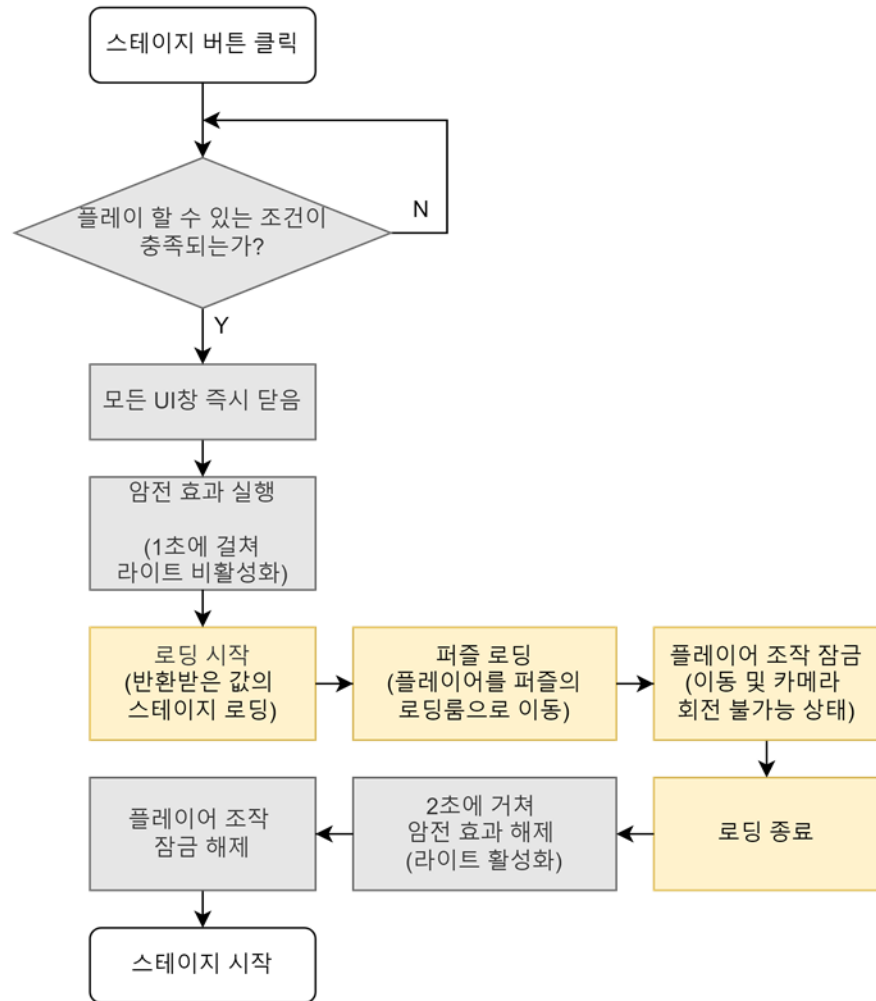 스테이지 버튼 클릭
플레이 할 수 있는 조건이
충족되는가?
N
Y
모든 UI창 즉시 닫음
암전 효과 실행
(1초에 걸쳐
라이트 비활성화)
로딩 시작
(반환받은 값의
스테이지 로딩)
퍼즐 로딩
(플레이어를 퍼즐의
로딩룸으로 이동)
플레이어 조작 잠금
(이동 및 카메라
회전 불가능 상태)
로딩 종료
2초에 거쳐
암전 효과 해제
(라이트 활성화)
플레이어 조작
잠금 해제
스테이지 시작